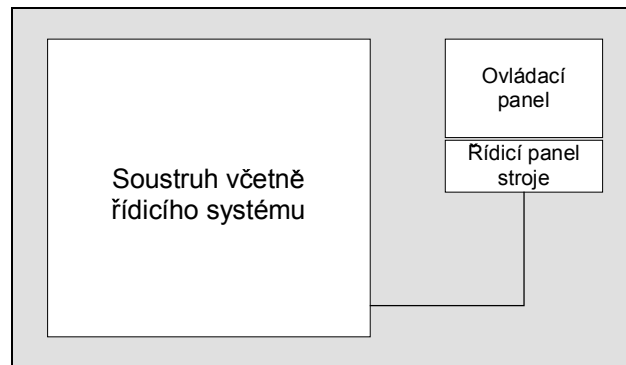 Soustruh včetně
řídicího systému
Ovládací
panel
Řídicí panel
stroje